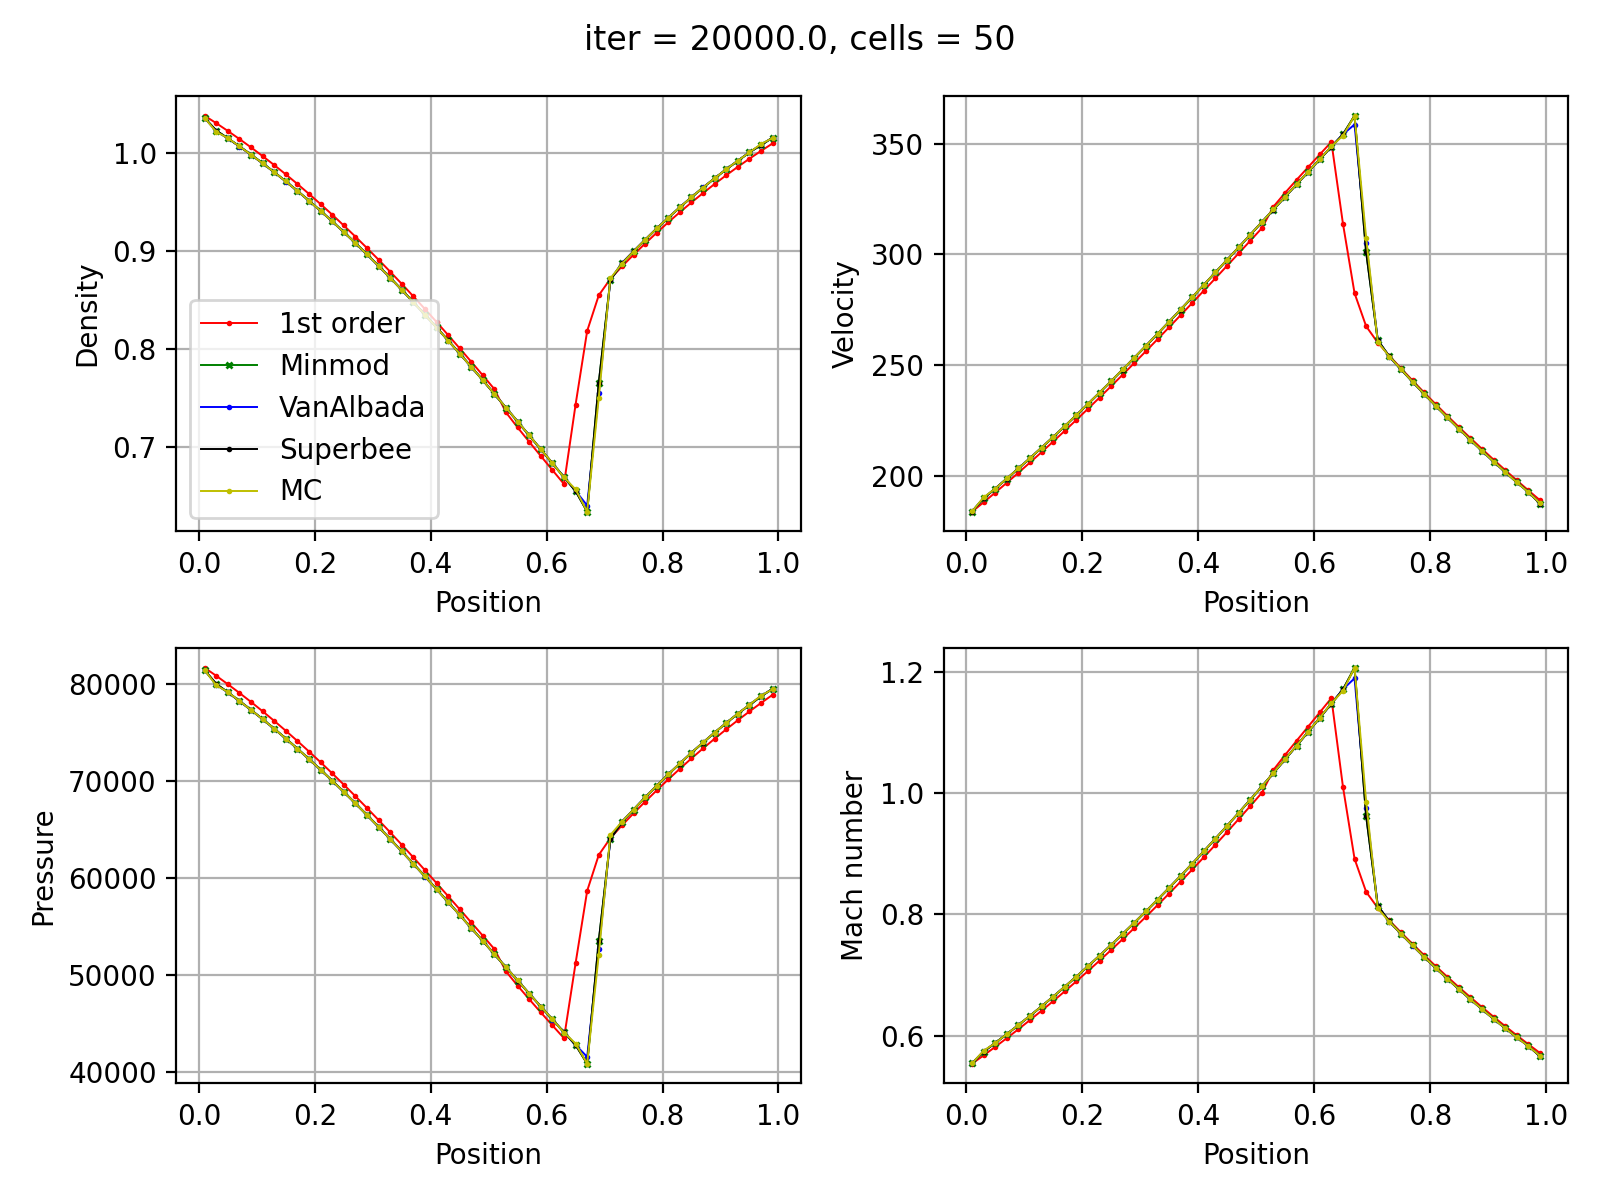 iter = 20000.0, cells = 50
Density
1.0
0.9
0.8
0.7
1st order
Minmod
VanAlbada
Superbee
MC
0.0 0.2 0.4 0.6 0.8 1.0
Position
Velocity
350
300
250
200
0.0 0.2 0.4 0.6 0.8 1.0
Position
Pressure
80000
70000
60000
50000
40000
0.0 0.2 0.4 0.6 0.8 1.0
Position
Mach number
1.2
1.0
0.8
0.6
0.0 0.2 0.4 0.6 0.8 1.0
Position